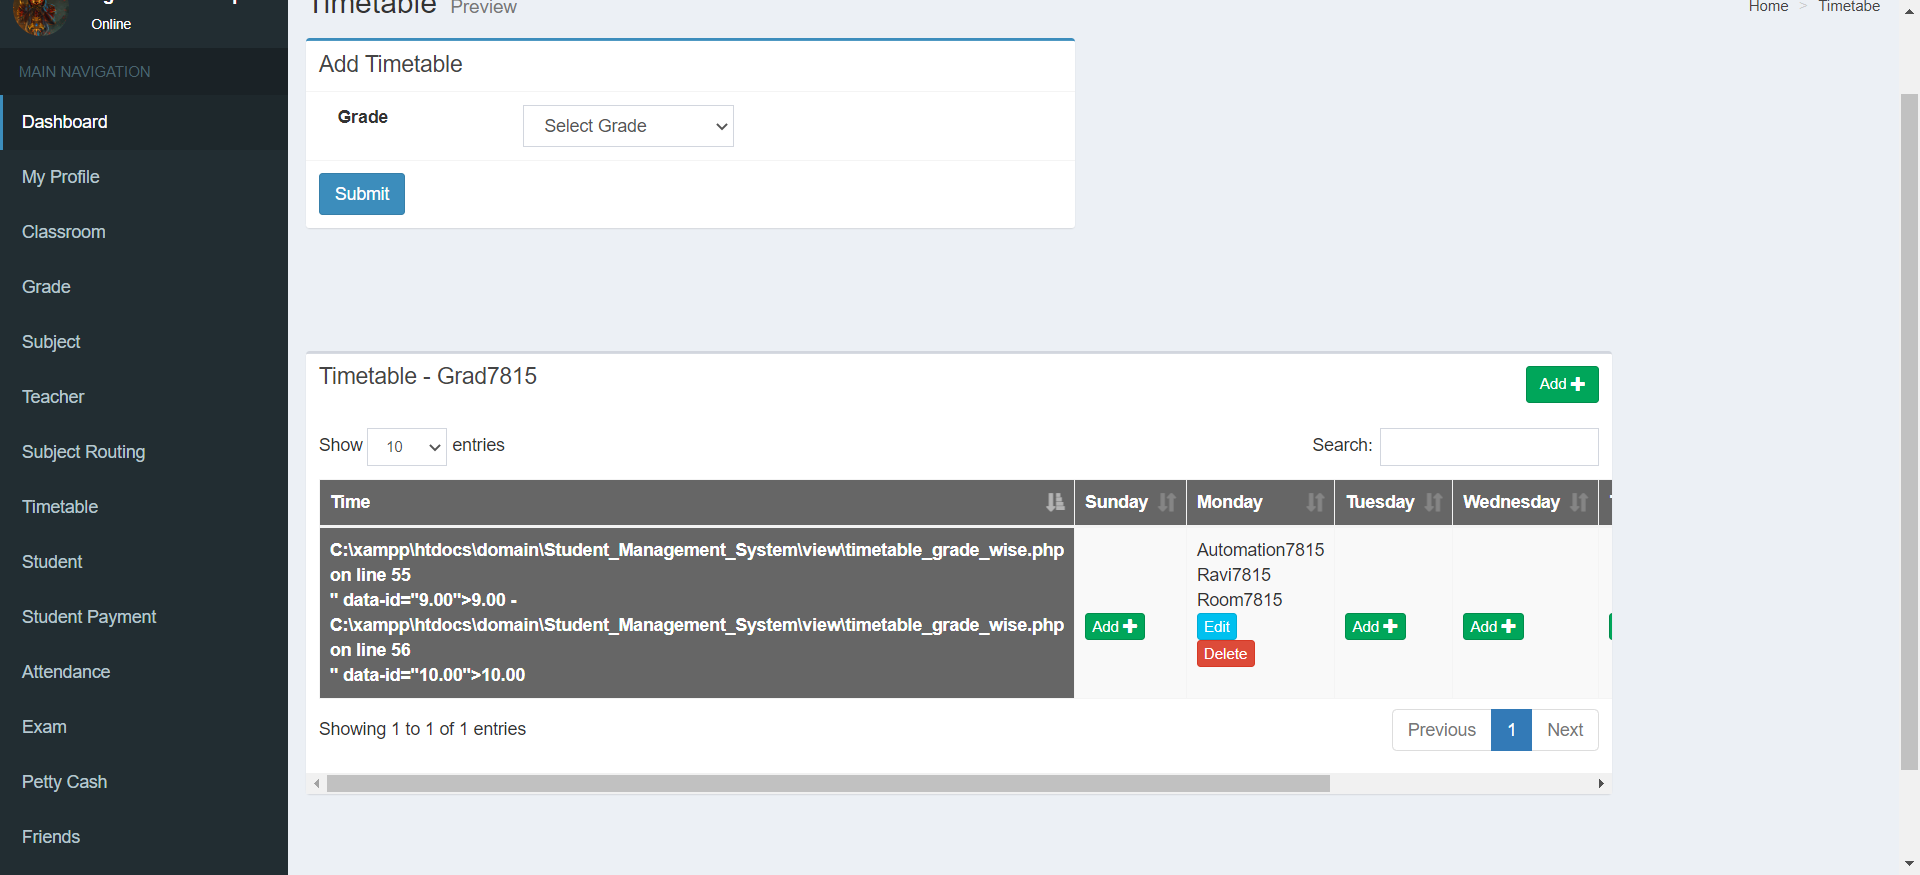 Online
MAIN NAVIGATION
Dashboard
My Profile
Classroom
Grade
Subject
Teacher
Subject Routing
Timetable
Student
Student Payment
Attendance
Exam
Petty Cash
Friends
Timetable Preview
Home > Timetabe
Add Timetable
Grade Select Grade
Submit
Timetable - Grad7815
Add
Show 10 entries
Search:
Time Sunday Monday Tuesday Wednesday
C:\xampp\htdocs\domain\Student_Management_System\view\timetable_grade_wise.php
on line 55
" data-id="9.00">9.00 -
C:\xampp\htdocs\domain\Student_Management_System\view\timetable_grade_wise.php
on line 56
" data-id="10.00">10.00
Add
Automation7815
Ravi7815
Room7815
Edit
Delete
Add
Add
Showing 1 to 1 of 1 entries
Previous 1 Next